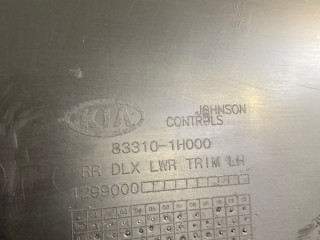 KIA
JOHNSON
CONTROLS
83310-1H000
RR DLX LWR TRIM LH
1299000